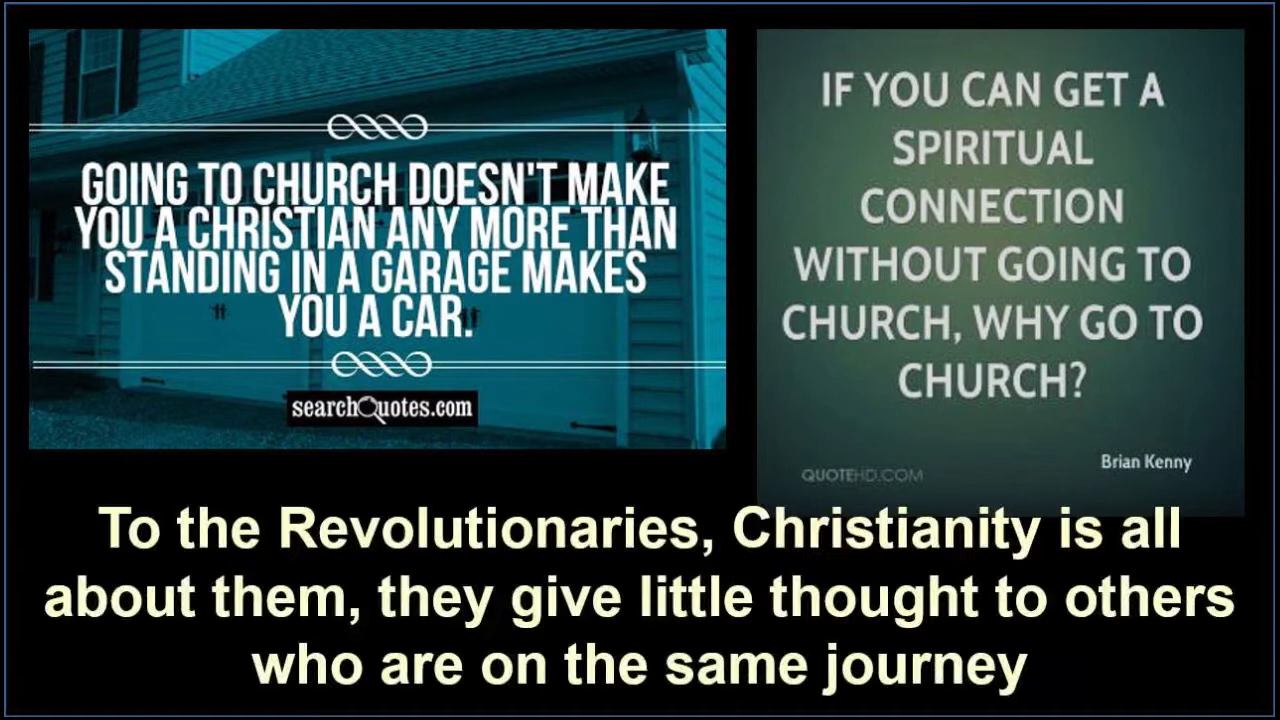 GOING TO CHURCH DOESN'T MAKE
YOU A CHRISTIAN ANY MORE THAN
STANDING IN A GARAGE MAKES
YOU A CAR.
searchQuotes.com
IF YOU CAN GET A
SPIRITUAL
CONNECTION
WITHOUT GOING TO
CHURCH, WHY GO TO
CHURCH?
Brian Kenny
QUOTEHD.COM
To the Revolutionaries, Christianity is all
about them, they give little thought to others
who are on the same journey